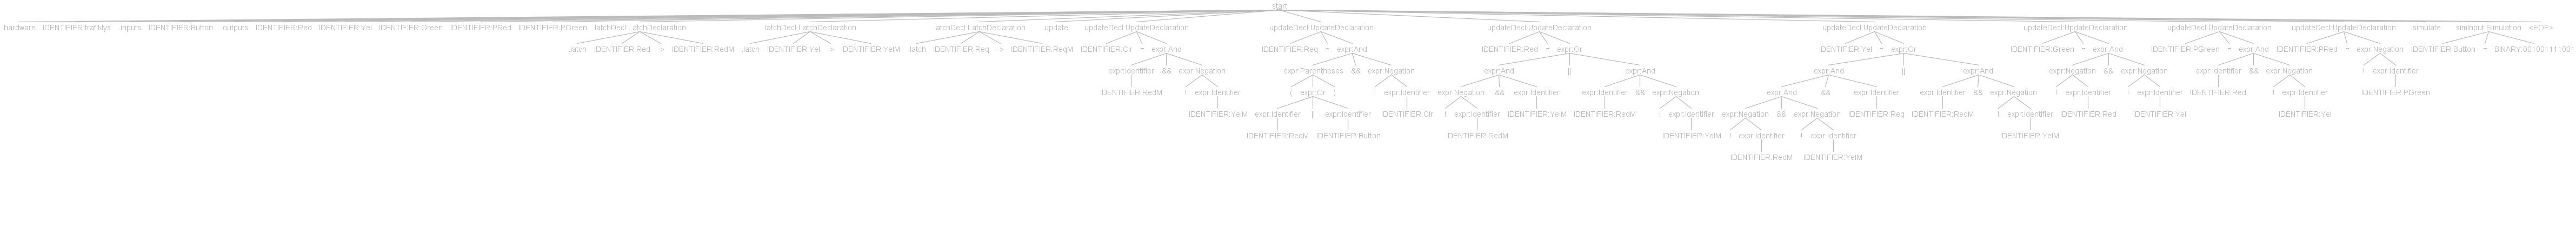 start
hardware IDENTIFIER:trafiklys inputs IDENTIFIER:Button outputs IDENTIFIER:Red IDENTIFIER:Yel IDENTIFIER:Green IDENTIFIER:PRed IDENTIFIER:PGreen latchDecl:LatchDeclaration latchDecl:LatchDeclaration latchDecl:LatchDeclaration update updateDecl:UpdateDeclaration updateDecl:UpdateDeclaration updateDecl:UpdateDeclaration updateDecl:UpdateDeclaration updateDecl:UpdateDeclaration updateDecl:UpdateDeclaration updateDecl:UpdateDeclaration simulate siminput:Simulation <EOF>
latch IDENTIFIER:Red -> IDENTIFIER:RedM latch IDENTIFIER:Yel -> IDENTIFIER:YelM latch IDENTIFIER:Req -> IDENTIFIER:ReqM IDENTIFIER:Clr = expr:And IDENTIFIER:Req = expr:And IDENTIFIER:Red = expr:Or IDENTIFIER:Yel = expr:Or IDENTIFIER:Green = expr:And IDENTIFIER:PGreen = expr:And IDENTIFIER:PRed = expr:Negation IDENTIFIER:Button = BINARY:001001111001
expr:Identifier && expr:Negation expr:Parentheses && expr:Negation expr:And || expr:And expr:And || expr:And expr:Negation && expr:Negation expr:Identifier && expr:Negation ! expr:Identifier
IDENTIFIER:RedM ! expr:Identifier ( expr:Or ) ! expr:Identifier expr:Negation && expr:Identifier expr:Identifier && expr:Negation expr:And && expr:Identifier expr:Identifier && expr:Negation ! expr:Identifier ! expr:Identifier IDENTIFIER:Red ! expr:Identifier IDENTIFIER:PGreen
IDENTIFIER:YelM expr:Identifier || expr:Identifier IDENTIFIER:Clr ! expr:Identifier IDENTIFIER:YelM IDENTIFIER:RedM ! expr:Identifier expr:Negation && expr:Negation IDENTIFIER:Req IDENTIFIER:RedM ! expr:Identifier IDENTIFIER:Red IDENTIFIER:Yel IDENTIFIER:Yel
IDENTIFIER:ReqM IDENTIFIER:Button IDENTIFIER:RedM IDENTIFIER:YelM ! expr:Identifier ! expr:Identifier IDENTIFIER:YelM
IDENTIFIER:RedM IDENTIFIER:YelM